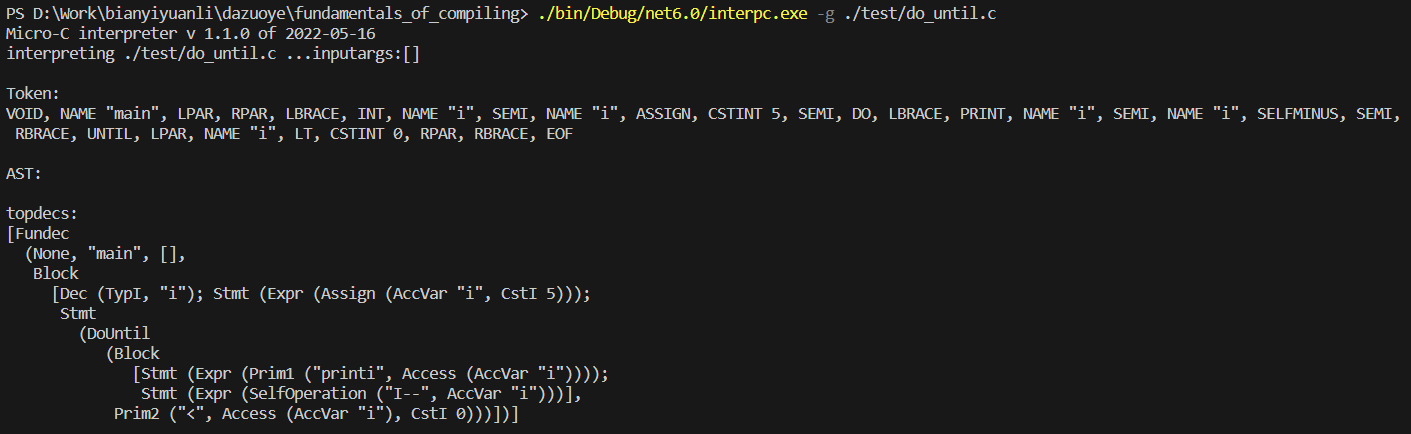 PS D:\Work\bianyiyuanli\dazuoye\fundamentals_of_compiling> ./bin/Debug/net6.0/interpc.exe -g ./test/do_until.c
Micro-C interpreter v 1.1.0 of 2022-05-16
interpreting ./test/do_until.c ...inputargs:[]
Token:
VOID, NAME "main", LPAR, RPAR, LBRACE, INT, NAME "i", SEMI, NAME "i", ASSIGN, CSTINT 5, SEMI, DO, LBRACE, PRINT, NAME "i", SEMI, NAME "i", SELFMINUS, SEMI,
RBRACE, UNTIL, LPAR, NAME "i", LT, CSTINT 0, RPAR, RBRACE, EOF
AST:
topdecs:
[Fundec
(None, "main", [],
Block
[Dec (TypI, "i"); Stmt (Expr (Assign (AccVar "i", CstI 5)));
Stmt
(DoUntil
(Block
[Stmt (Expr (Prim1 ("printi", Access (AccVar "i"))));
Stmt (Expr (SelfOperation ("I--", AccVar "i")))],
Prim2 ("<", Access (AccVar "i"), CstI 0)))])]